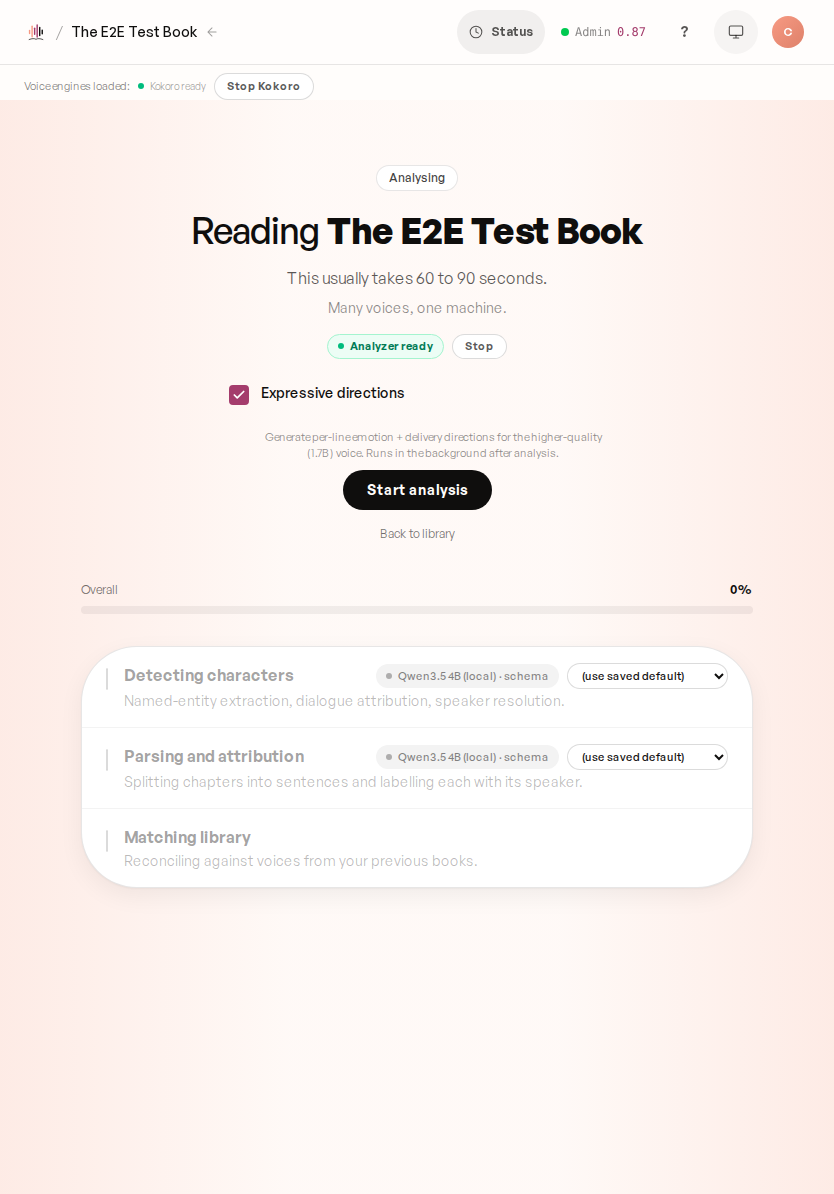 / The E2E Test Book ←
Status
Admin 0.87
?
C
Voice engines loaded: Kokoro ready Stop Kokoro
Analysing
Reading The E2E Test Book
This usually takes 60 to 90 seconds.
Many voices, one machine.
Analyzer ready Stop
Expressive directions
Generate per-line emotion + delivery directions for the higher-quality
(1.7B) voice. Runs in the background after analysis.
Start analysis
Back to library
Overall 0%
Detecting characters Qwen3.5 4B (local) · schema (use saved default)
Named-entity extraction, dialogue attribution, speaker resolution.
Parsing and attribution Qwen3.5 4B (local) · schema (use saved default)
Splitting chapters into sentences and labelling each with its speaker.
Matching library
Reconciling against voices from your previous books.